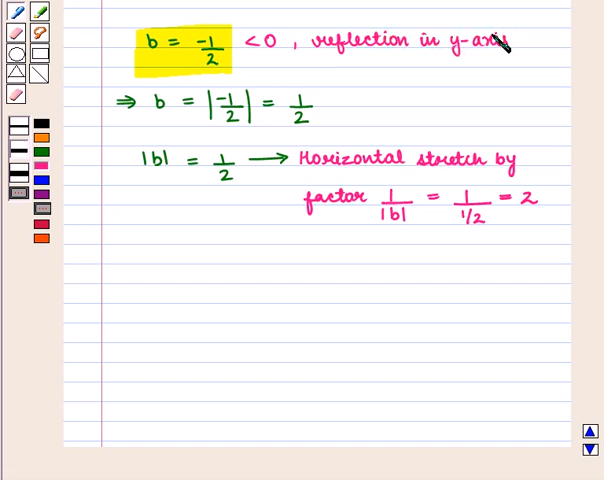 b = -1/2 < 0 , reflection in y-axis
⇒ b = |-1/2| = 1/2
|b| = 1/2 → Horizontal stretch by
factor 1/|b| = 1/1/2 = 2